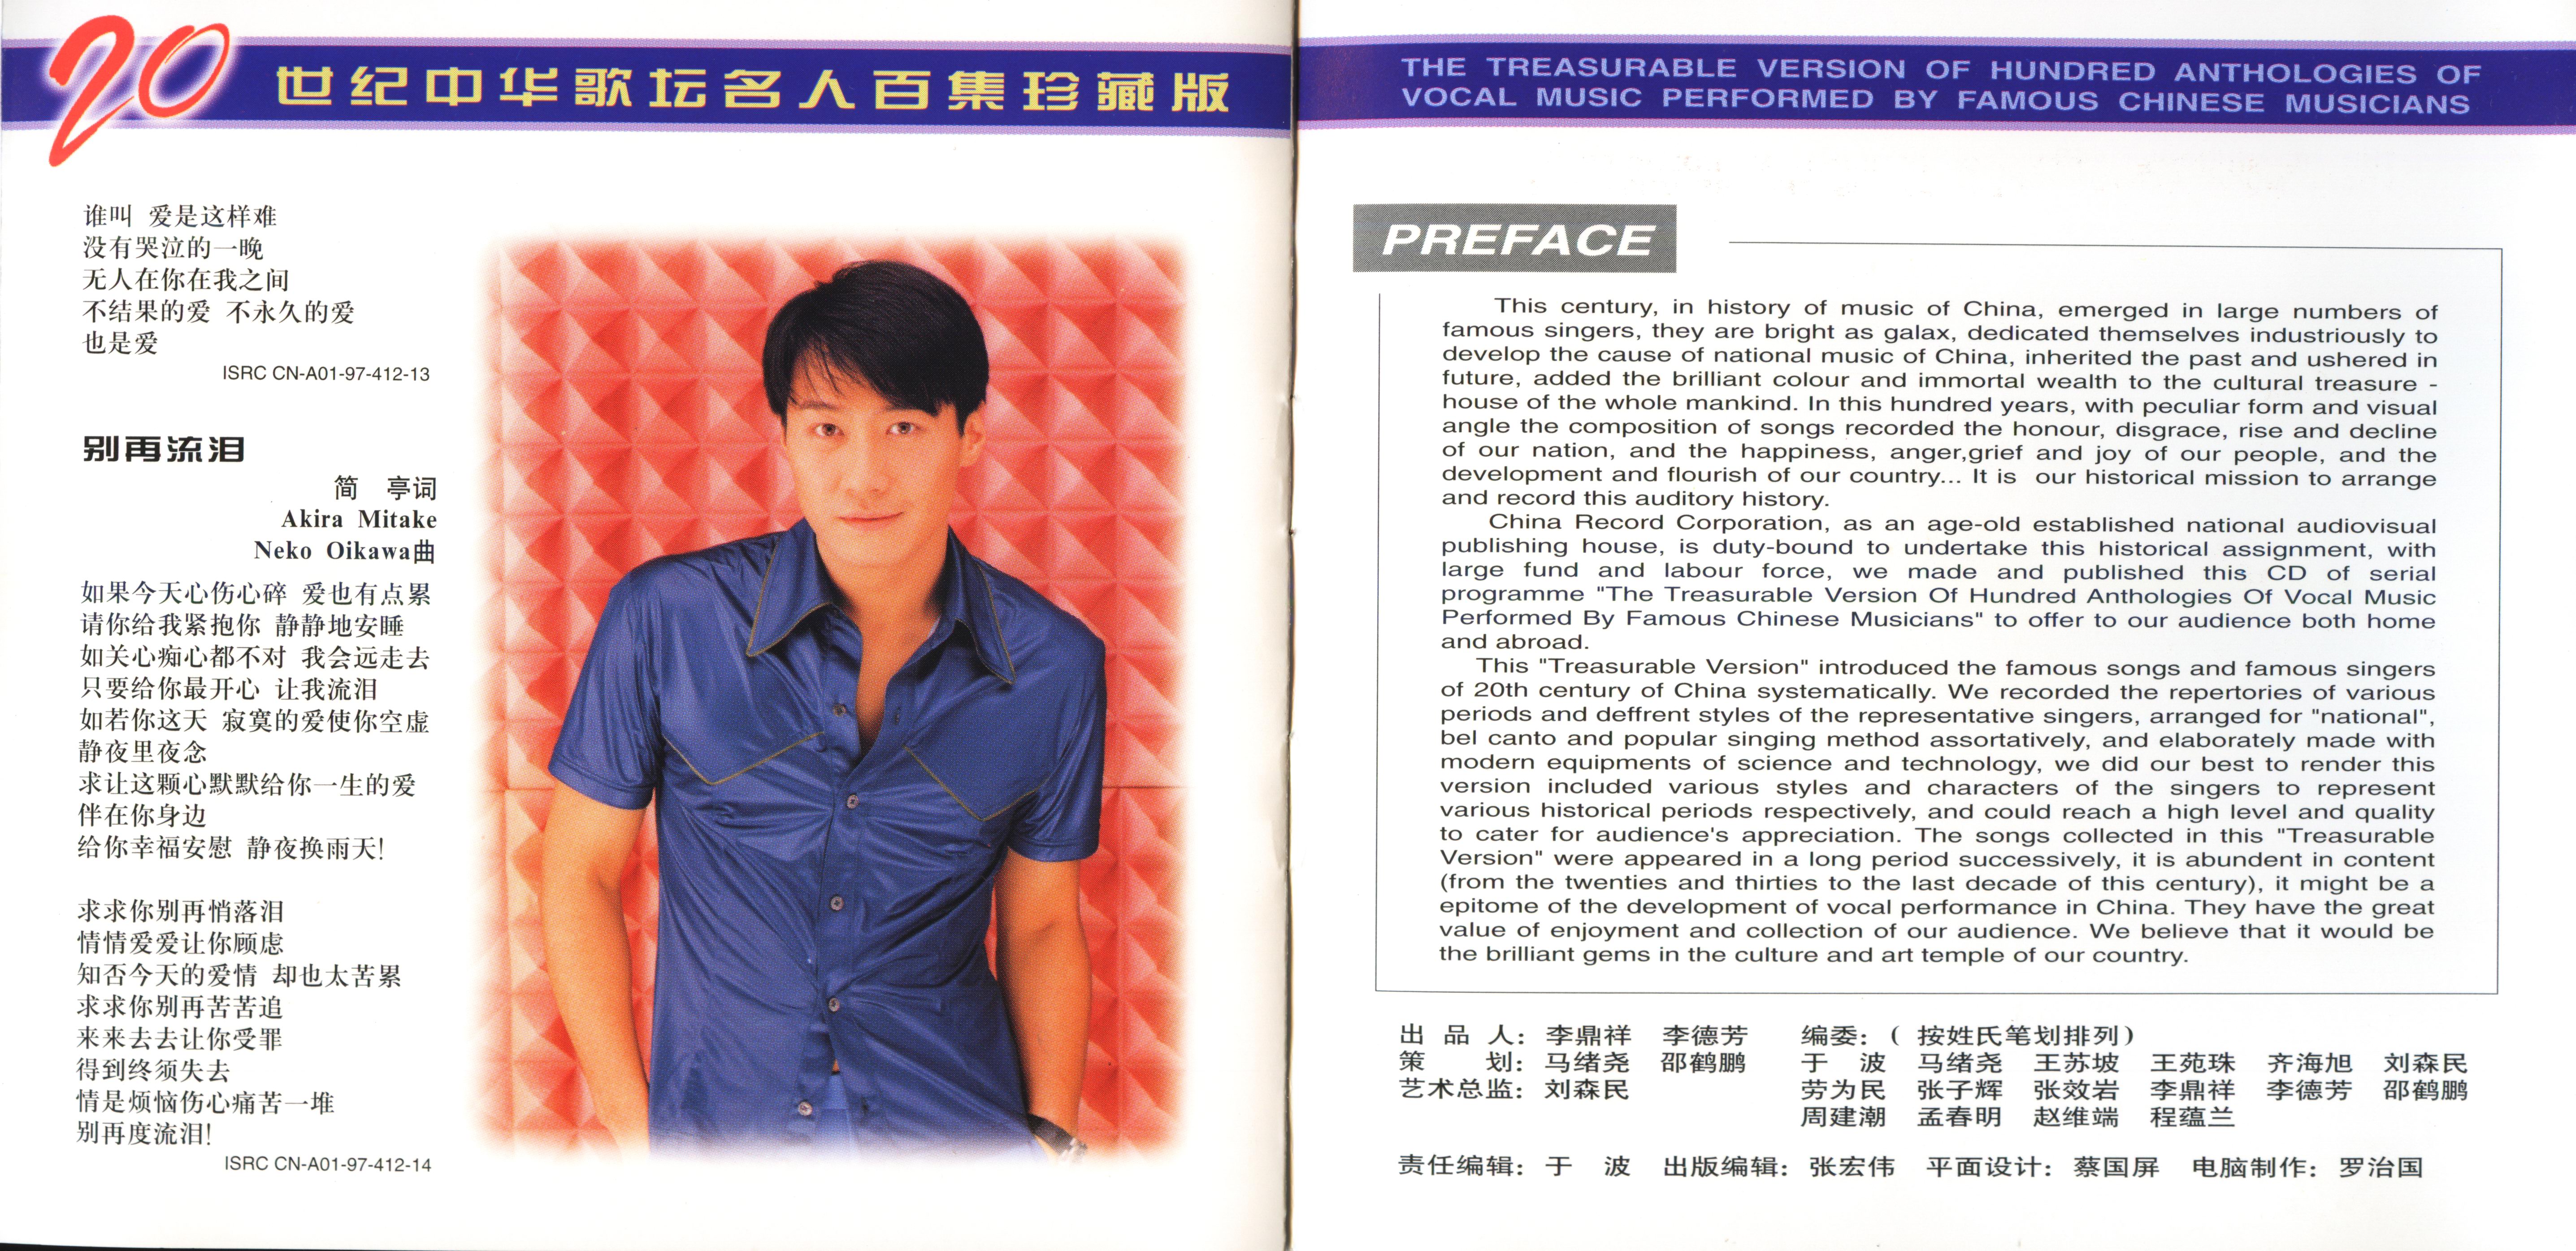 20世纪中华歌坛名人百集珍藏版
谁叫 爱是这样难
没有哭泣的一晚
无人在你在我之间
不结果的爱 不永久的爱
也是爱
ISRC CN-A01-97-412-13
别再流泪
简 亭词
Akira Mitake
Neko Oikawa曲
如果今天心伤心碎 爱也有点累
请你给我紧抱你 静静地安睡
如关心痴心都不对 我会远走去
只要给你最开心 让我流泪
如若你这天 寂寞的爱使你空虚
静夜里夜念
求让这颗心默默给你一生的爱
伴在你身边
给你幸福安慰 静夜换雨天!
求求你别再悄落泪
情情爱爱让你顾虑
知否今天的爱情 却也太苦累
求求你别再苦苦追
来来去去让你受罪
得到终须失去
情是烦恼伤心痛苦一堆
别再度流泪!
ISRC CN-A01-97-412-14
THE TREASURABLE VERSION OF HUNDRED ANTHOLOGIES OF
VOCAL MUSIC PERFORMED BY FAMOUS CHINESE MUSICIANS
PREFACE
This century, in history of music of China, emerged in large numbers of
famous singers, they are bright as galax, dedicated themselves industriously to
develop the cause of national music of China, inherited the past and ushered in
future, added the brilliant colour and immortal wealth to the cultural treasure -
house of the whole mankind. In this hundred years, with peculiar form and visual
angle the composition of songs recorded the honour, disgrace, rise and decline
of our nation, and the happiness, anger,grief and joy of our people, and the
development and flourish of our country... It is our historical mission to arrange
and record this auditory history.
China Record Corporation, as an age-old established national audiovisual
publishing house, is duty-bound to undertake this historical assignment, with
large fund and labour force, we made and published this CD of serial
programme "The Treasurable Version Of Hundred Anthologies Of Vocal Music
Performed By Famous Chinese Musicians" to offer to our audience both home
and abroad.
This "Treasurable Version" introduced the famous songs and famous singers
of 20th century of China systematically. We recorded the repertories of various
periods and deffrent styles of the representative singers, arranged for "national",
bel canto and popular singing method assortatively, and elaborately made with
modern equipments of science and technology, we did our best to render this
version included various styles and characters of the singers to represent
various historical periods respectively, and could reach a high level and quality
to cater for audience's appreciation. The songs collected in this "Treasurable
Version" were appeared in a long period successively, it is abundent in content
(from the twenties and thirties to the last decade of this century), it might be a
epitome of the development of vocal performance in China. They have the great
value of enjoyment and collection of our audience. We believe that it would be
the brilliant gems in the culture and art temple of our country.
出 品 人：李鼎祥 李德芳
策 划：马绪尧 邵鹤鹏
艺术总监：刘森民
编委：( 按姓氏笔划排列)
于 波 马绪尧 王苏坡 王苑珠 齐海旭 刘森民
劳为民 张子辉 张效岩 李鼎祥 李德芳 邵鹤鹏
周建潮 孟春明 赵维端 程蕴兰
责任编辑：于 波 出版编辑：张宏伟 平面设计：蔡国屏 电脑制作：罗治国